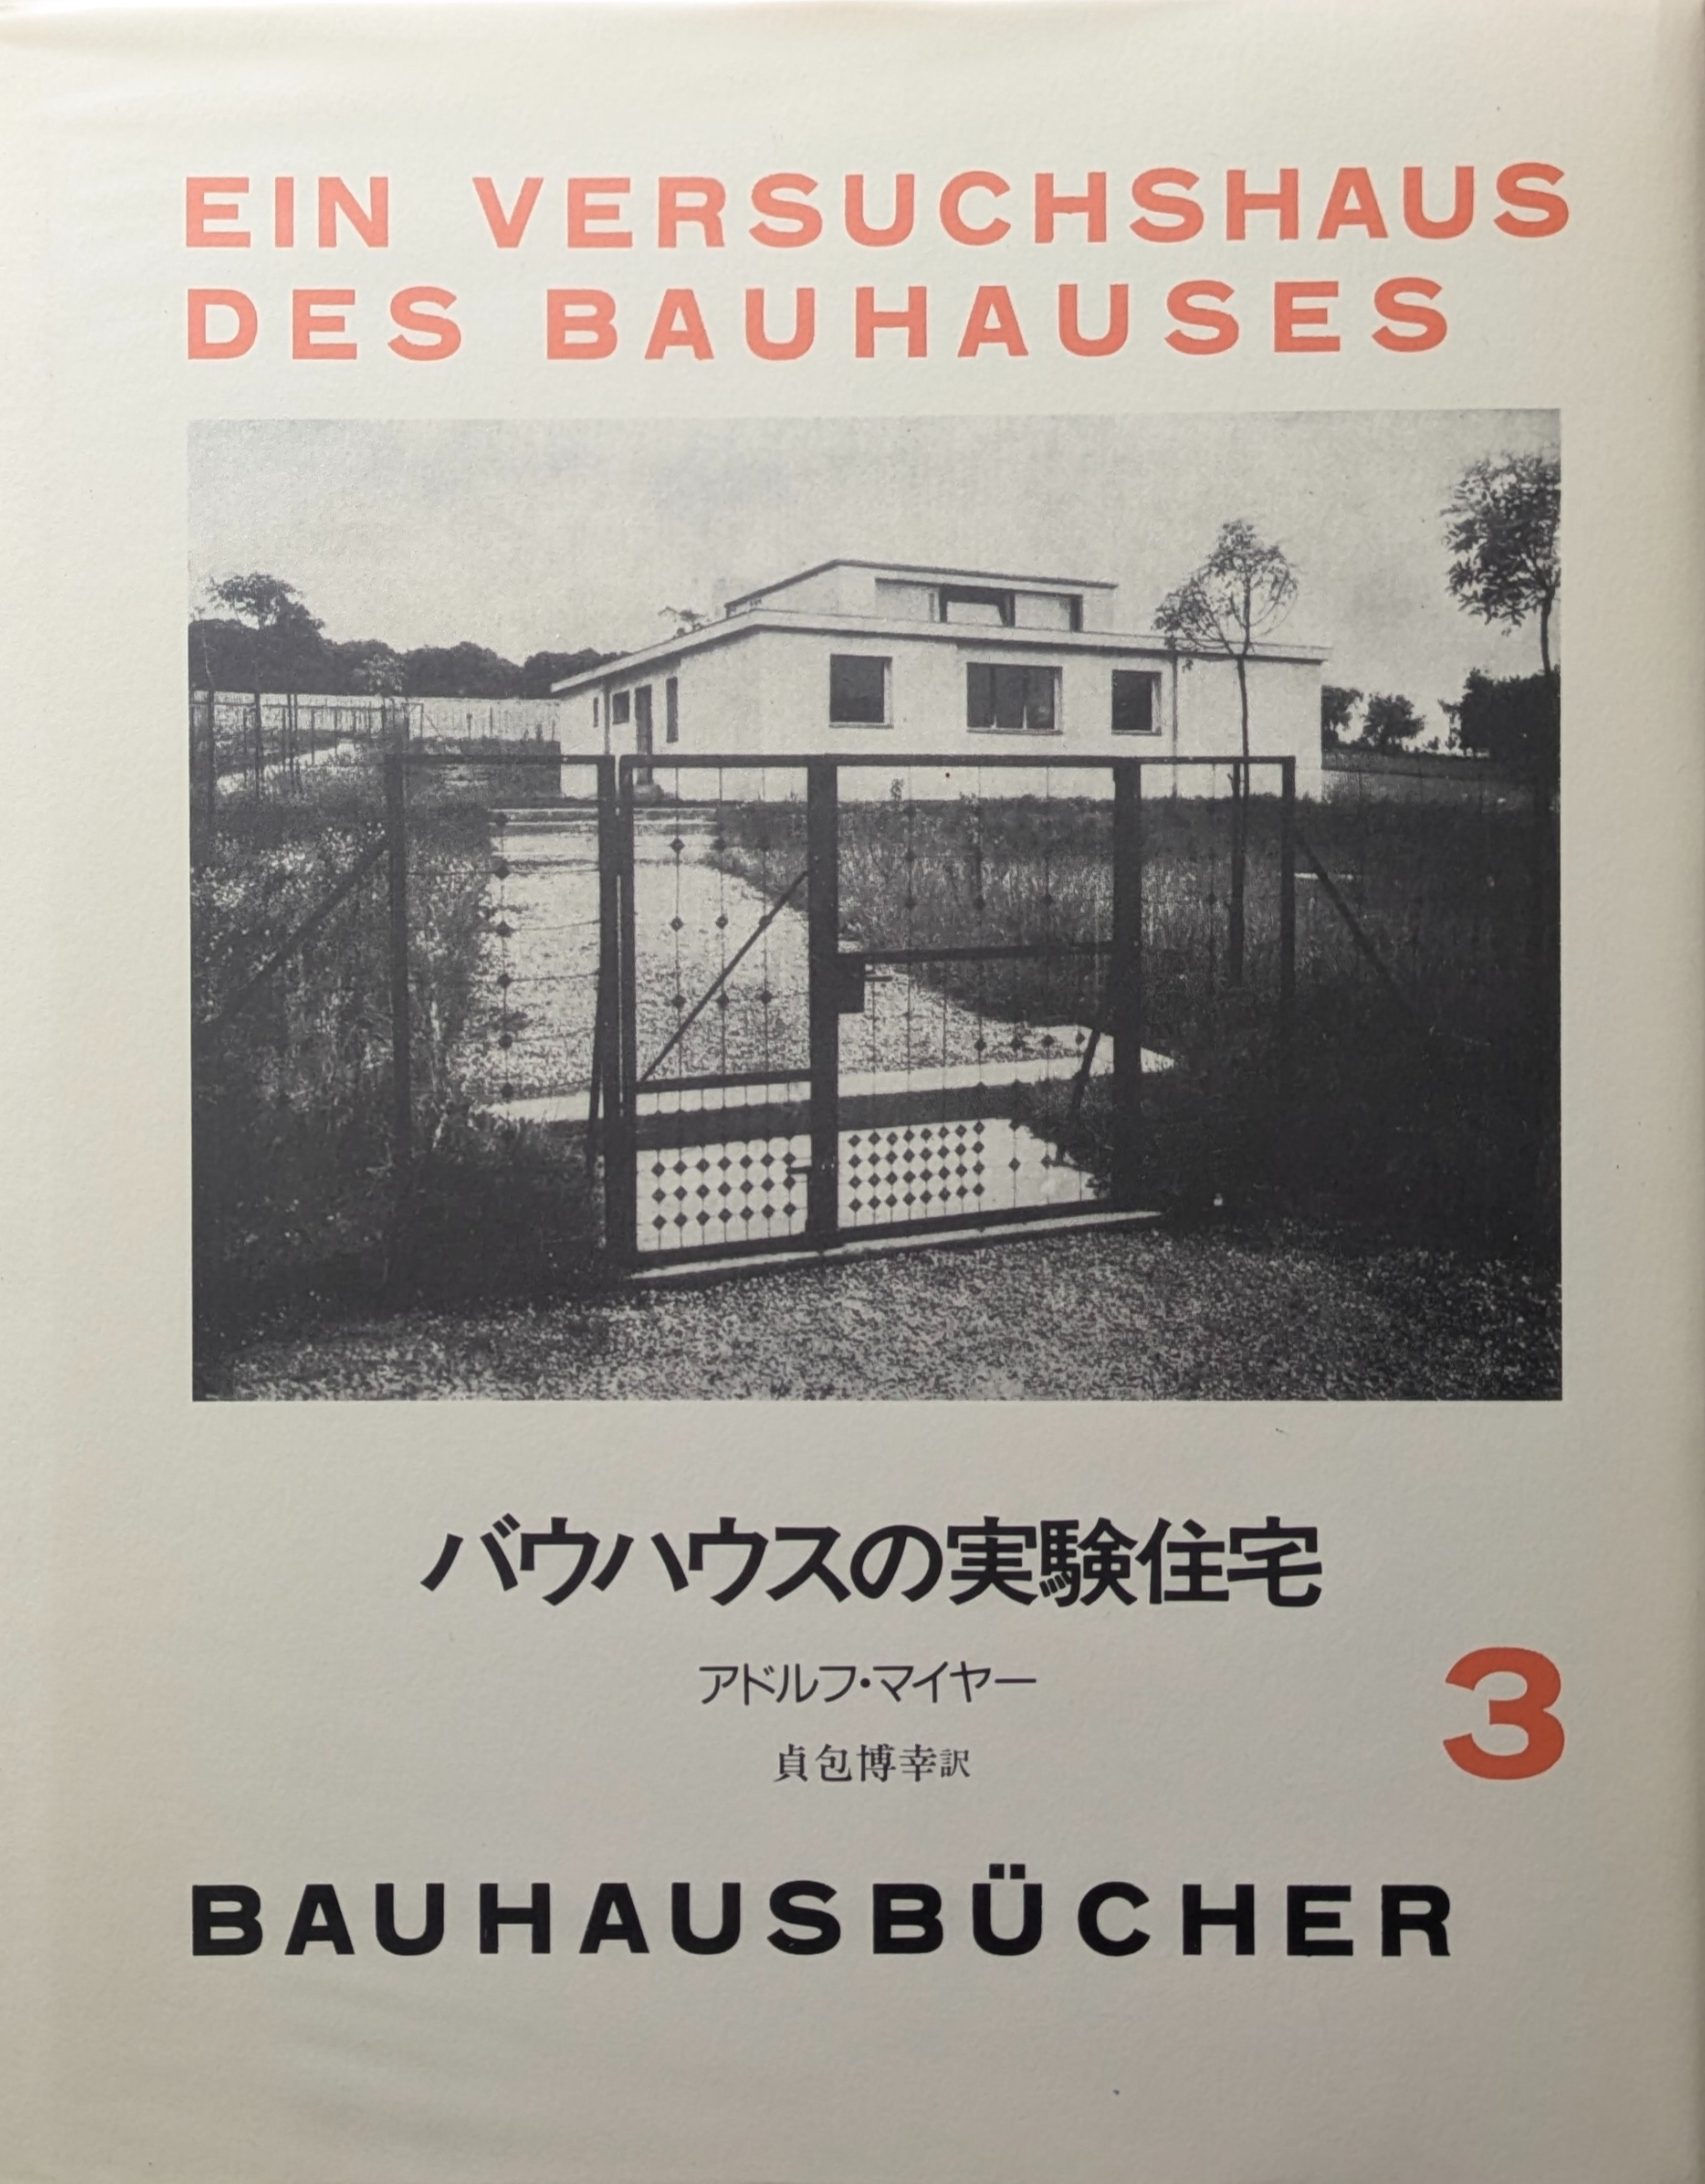 EIN VERSUCHSHAUS
DES BAUHAUSES
バウハウスの実験住宅
アドルフ・マイヤー
3
貞包博幸訳
BAUHAUSBÜCHER